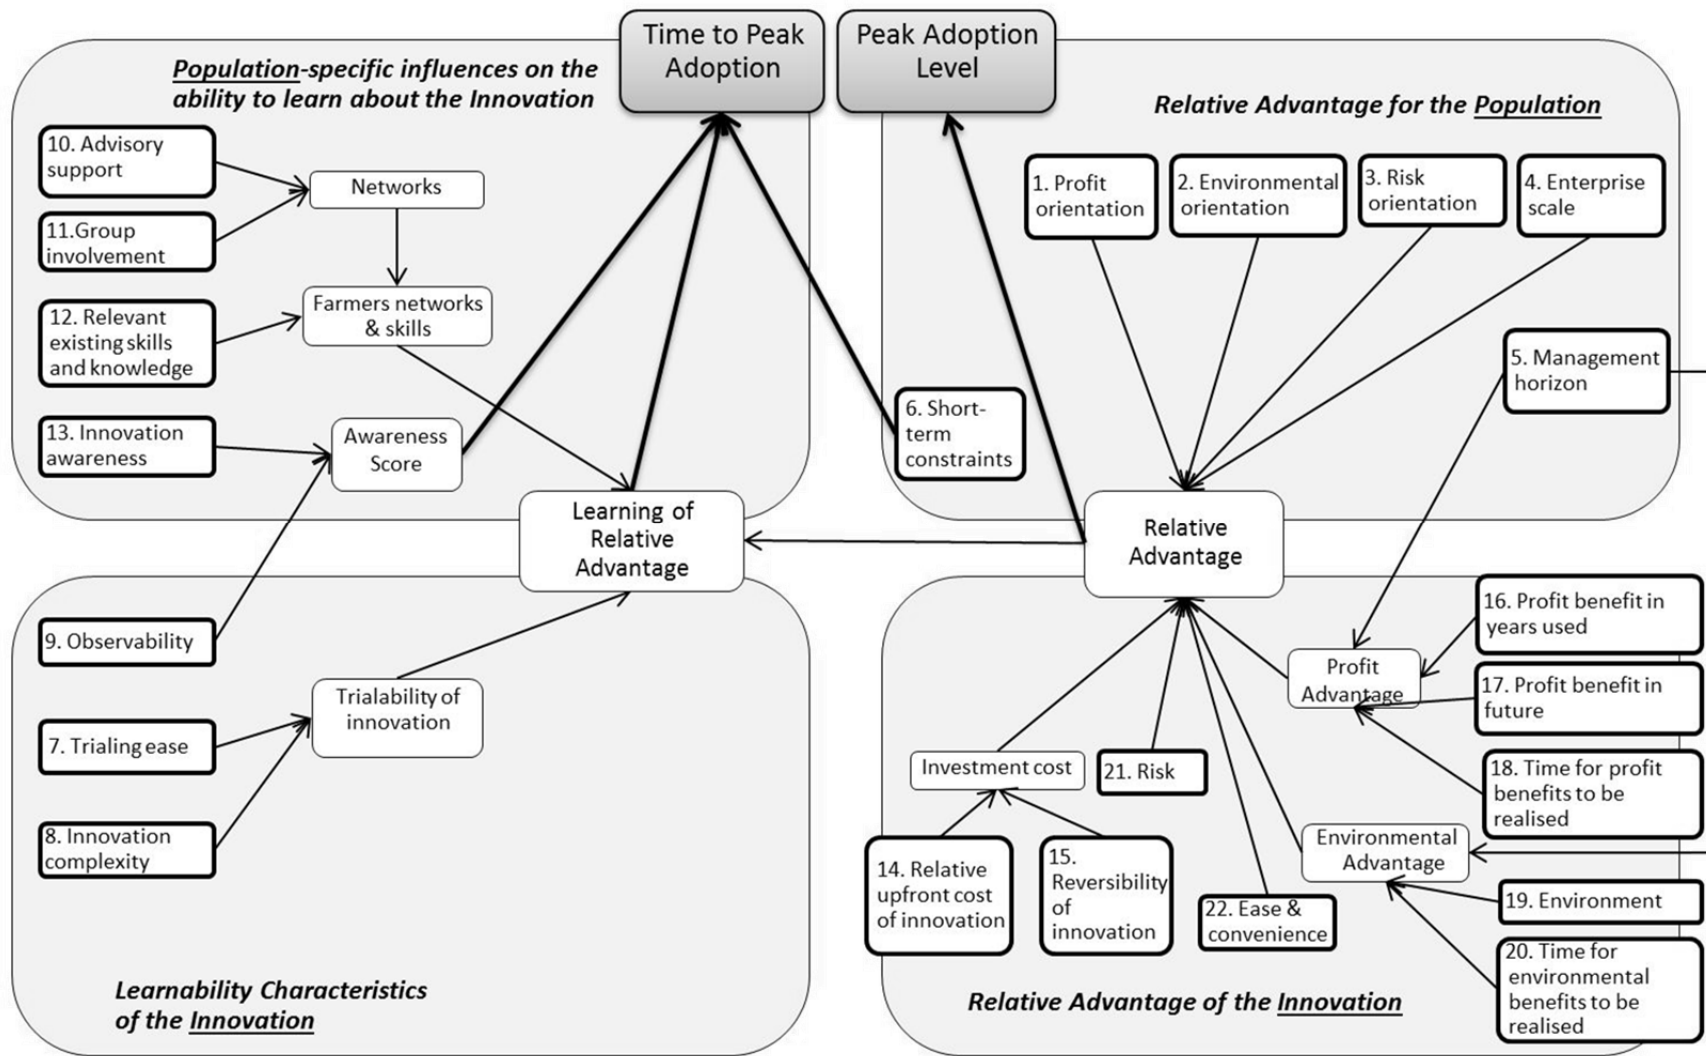 Time to Peak
Adoption
Peak Adoption
Level
Population-specific influences on the
ability to learn about the Innovation
10. Advisory
support
Networks
11.Group
involvement
12. Relevant
existing skills
and knowledge
Farmers networks
& skills
13. Innovation
awareness
Awareness
Score
Relative Advantage for the Population
1. Profit
orientation
2. Environmental
orientation
3. Risk
orientation
4. Enterprise
scale
5. Management
horizon
6. Short-
term
constraints
Learning of
Relative
Advantage
Relative
Advantage
9. Observability
Trialability of
innovation
7. Trialing ease
8. Innovation
complexity
Learnability Characteristics
of the Innovation
16. Profit benefit in
years used
Profit
Advantage
17. Profit benefit in
future
18. Time for profit
benefits to be
realised
Investment cost
21. Risk
14. Relative
upfront cost
of innovation
15.
Reversibility
of
innovation
22. Ease &
convenience
Environmental
Advantage
19. Environment
20. Time for
environmental
benefits to be
realised
Relative Advantage of the Innovation